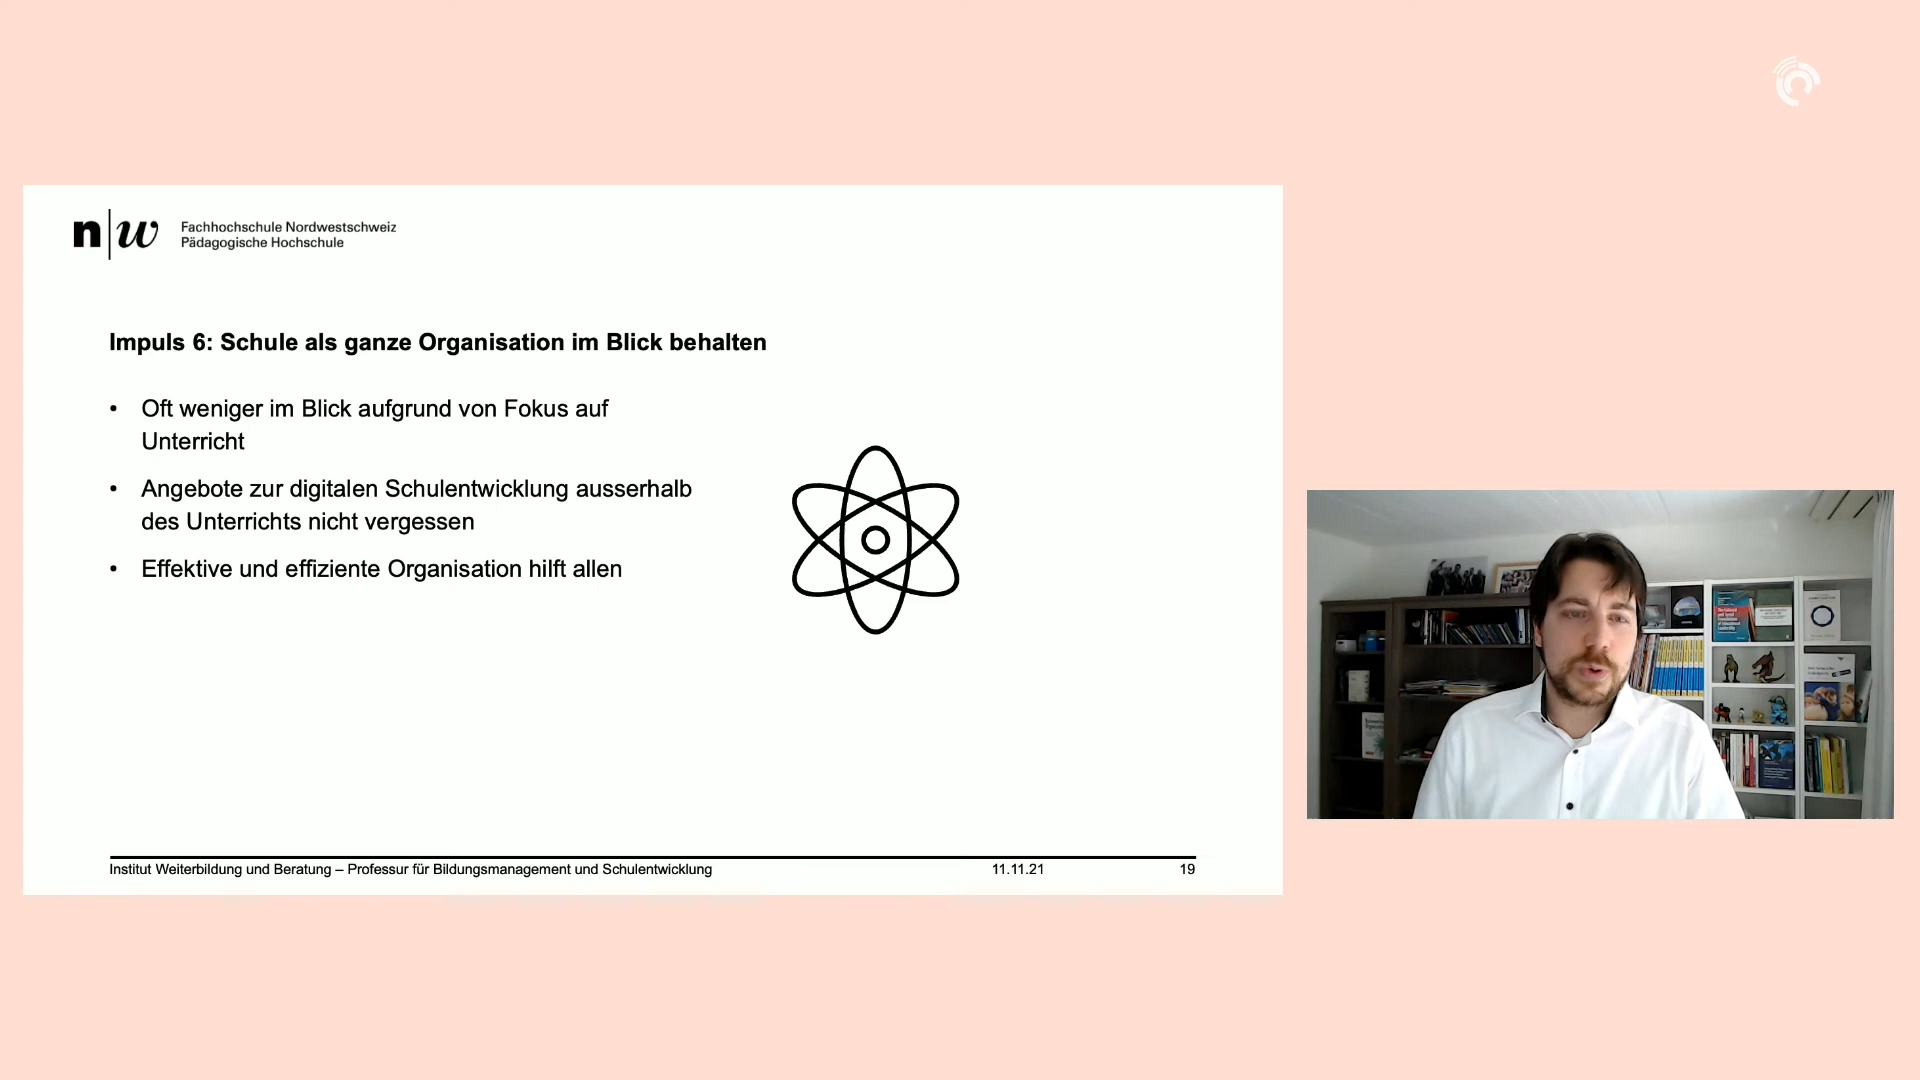 n|w
Fachhochschule Nordwestschweiz
Pädagogische Hochschule
Impuls 6: Schule als ganze Organisation im Blick behalten
• Oft weniger im Blick aufgrund von Fokus auf
Unterricht
• Angebote zur digitalen Schulentwicklung ausserhalb
des Unterrichts nicht vergessen
• Effektive und effiziente Organisation hilft allen
Institut Weiterbildung und Beratung – Professur für Bildungsmanagement und Schulentwicklung
11.11.21
19